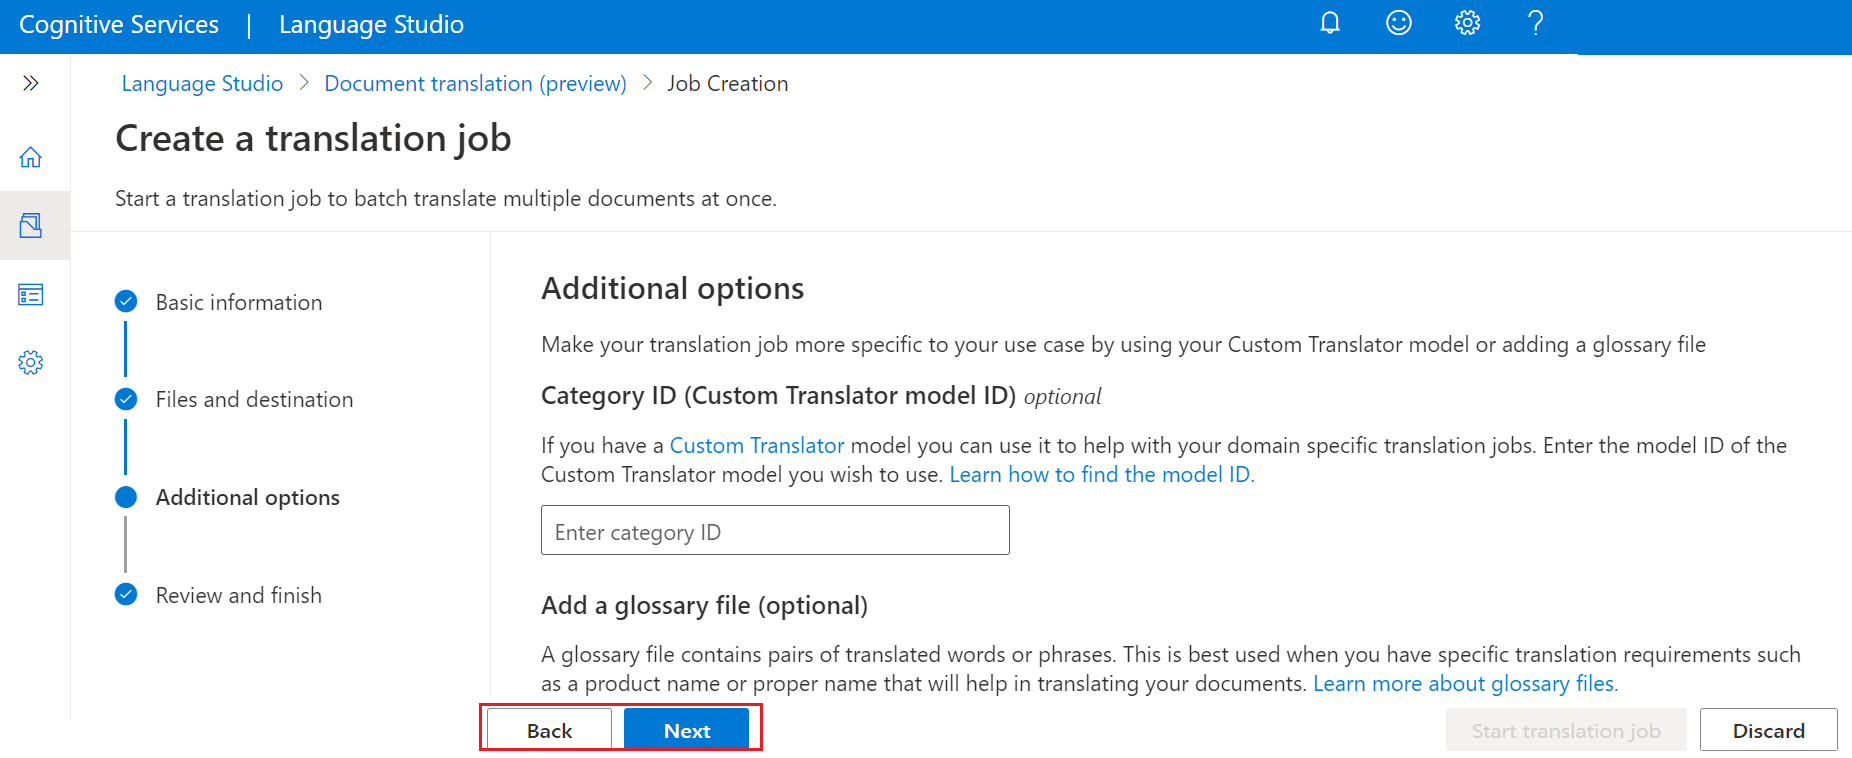 Cognitive Services | Language Studio
Language Studio > Document translation (preview) > Job Creation
Create a translation job
Start a translation job to batch translate multiple documents at once.
Basic information
Files and destination
Additional options
Review and finish
Additional options
Make your translation job more specific to your use case by using your Custom Translator model or adding a glossary file
Category ID (Custom Translator model ID) optional
If you have a Custom Translator model you can use it to help with your domain specific translation jobs. Enter the model ID of the
Custom Translator model you wish to use. Learn how to find the model ID.
Enter category ID
Add a glossary file (optional)
A glossary file contains pairs of translated words or phrases. This is best used when you have specific translation requirements such
as a product name or proper name that will help in translating your documents. Learn more about glossary files.
Back Next Start translation job Discard